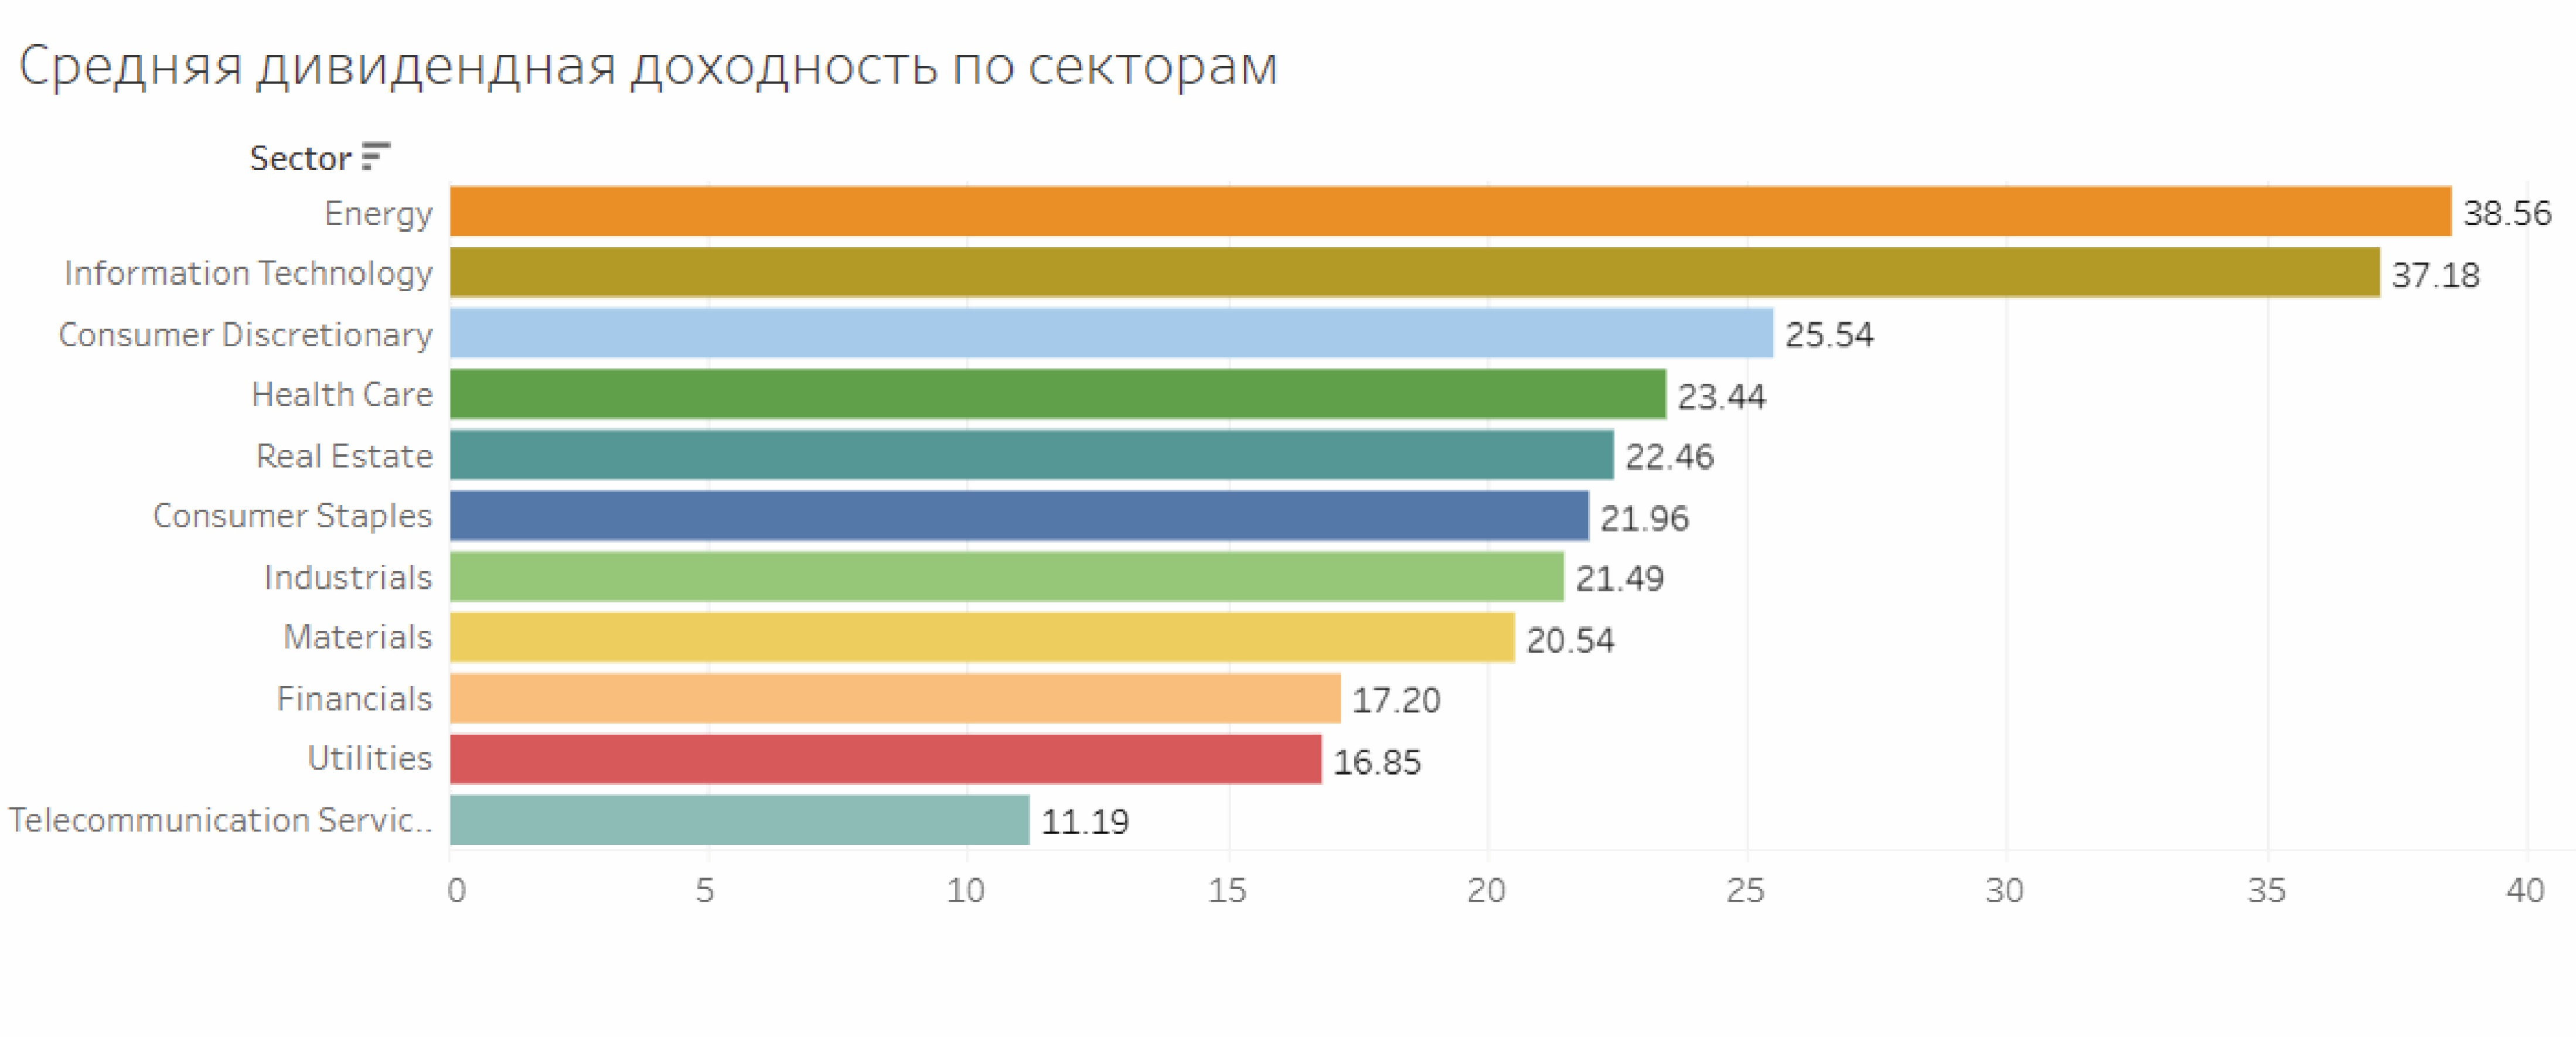 Средняя дивидендная доходность по секторам
Sector
Energy 38.56
Information Technology 37.18
Consumer Discretionary 25.54
Health Care 23.44
Real Estate 22.46
Consumer Staples 21.96
Industrials 21.49
Materials 20.54
Financials 17.20
Utilities 16.85
Telecommunication Servic.. 11.19
0 5 10 15 20 25 30 35 40